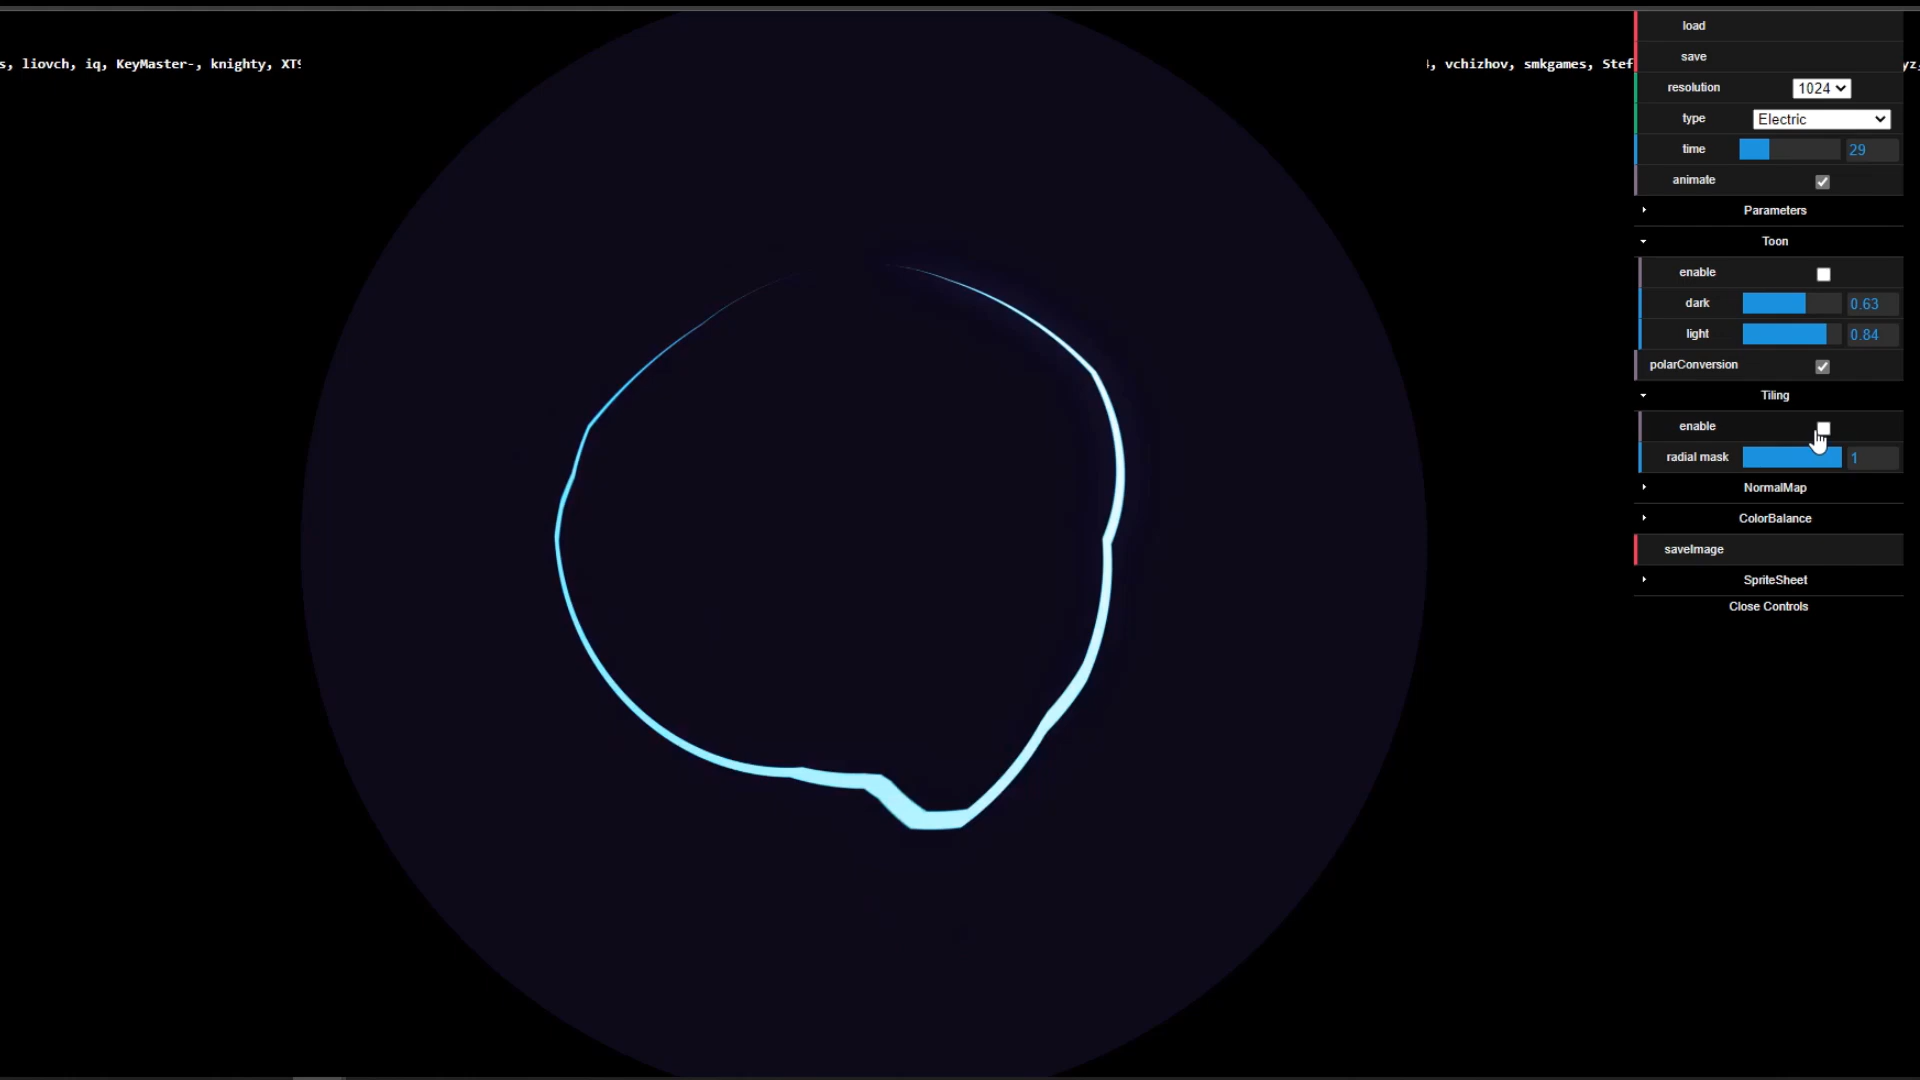 load
s, liovch, iq, KeyMaster-, knighty,
vchizhov, smkgames,
save
resolution 1024
type Electric
time 29
animate
Parameters
Toon
enable
dark 0.63
light 0.84
polarConversion
Tiling
enable
radial mask 1
NormalMap
ColorBalance
saveImage
SpriteSheet
Close Controls